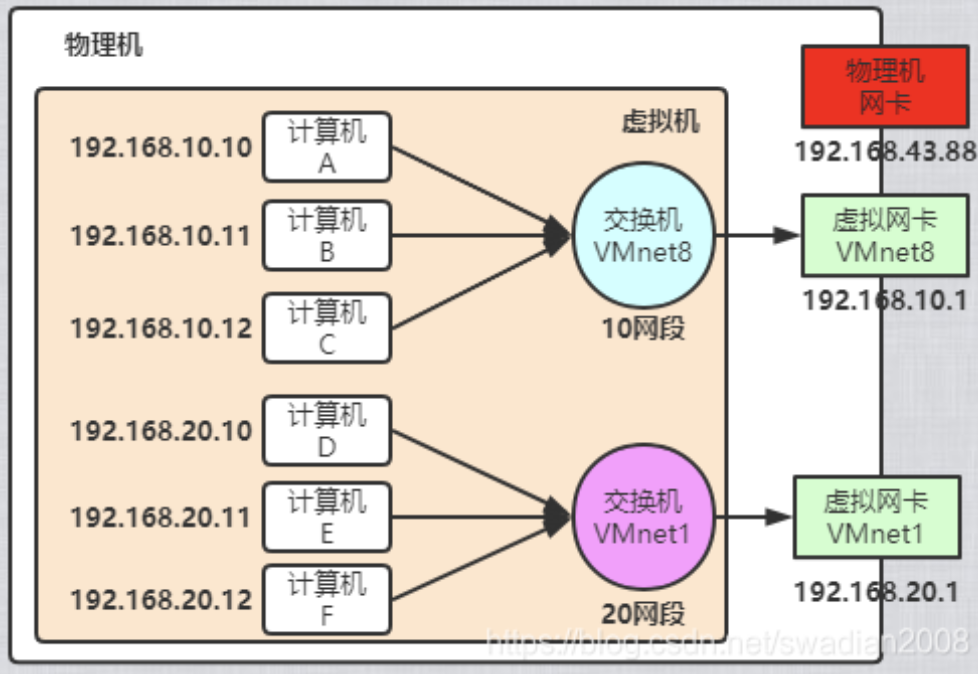 物理机
虚拟机
192.168.10.10
计算机
A
192.168.10.11
计算机
B
192.168.10.12
计算机
C
交换机
VMnet8
10网段
192.168.20.10
计算机
D
192.168.20.11
计算机
E
192.168.20.12
计算机
F
交换机
VMnet1
20网段
物理机
网卡
192.168.43.88
虚拟网卡
VMnet8
192.168.10.1
虚拟网卡
VMnet1
192.168.20.1
https://blog.csdn.net/swadian2008